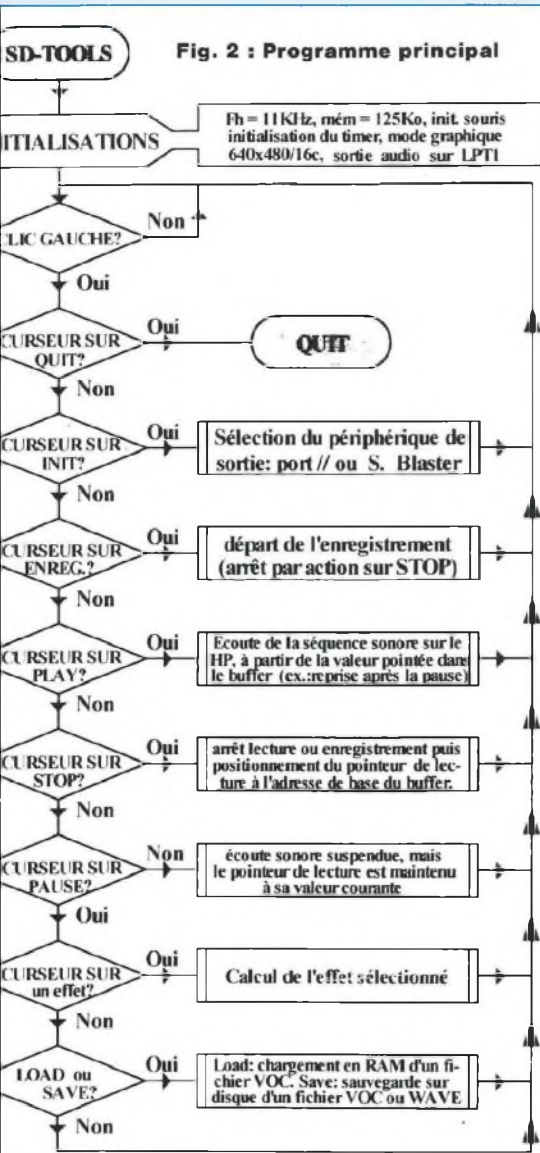 SD-TOOLS
Fig. 2 : Programme principal
ITIALISATIONS
Fh = 11KHz, mém = 125Ko, init. souris
initialisation du timer, mode graphique
640x480/16c, sortie audio sur LPT1
CLIC GAUCHE?
Non
Oui
CURSEUR SUR
QUIT?
Oui
QUIT
Non
CURSEUR SUR
INIT?
Oui
Sélection du périphérique de
sortie: port // ou S. Blaster
Non
CURSEUR SUR
ENREG.?
Oui
départ de l'enregistrement
(arrêt par action sur STOP)
Non
CURSEUR SUR
PLAY?
Oui
Ecoute de la séquence sonore sur le
HP, à partir de la valeur pointée dans
le buffer (ex.:reprise après la pause)
Non
CURSEUR SUR
STOP?
Oui
arrêt lecture ou enregistrement puis
positionnement du pointeur de lec-
ture à l'adresse de base du buffer.
Non
CURSEUR SUR
PAUSE?
Non
écoute sonore suspendue, mais
le pointeur de lecture est maintenu
à sa valeur courante
Oui
CURSEUR SUR
un effet?
Oui
Calcul de l'effet sélectionné
Non
LOAD ou
SAVE?
Oui
Load: chargement en RAM d'un fi-
chier VOC. Save: sauvegarde sur
disque d'un fichier VOC ou WAVE
Non